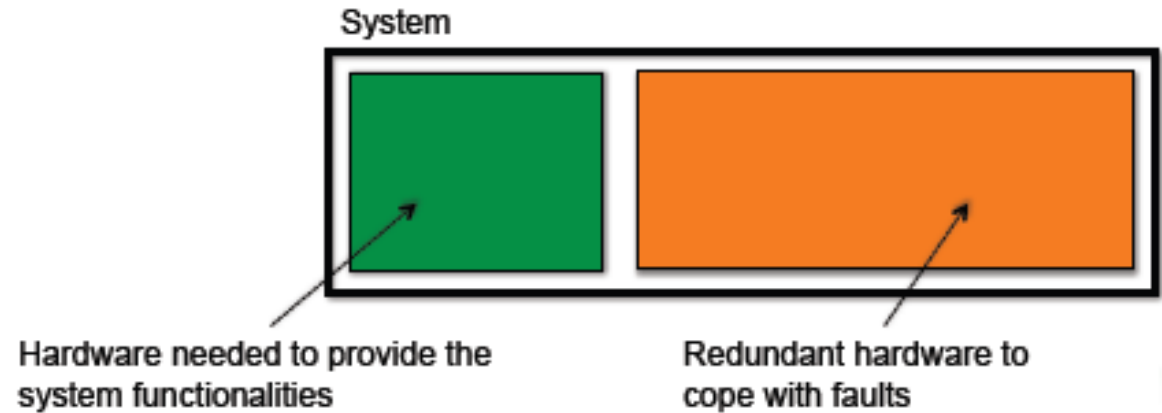 System
Hardware needed to provide the
system functionalities
Redundant hardware to
cope with faults